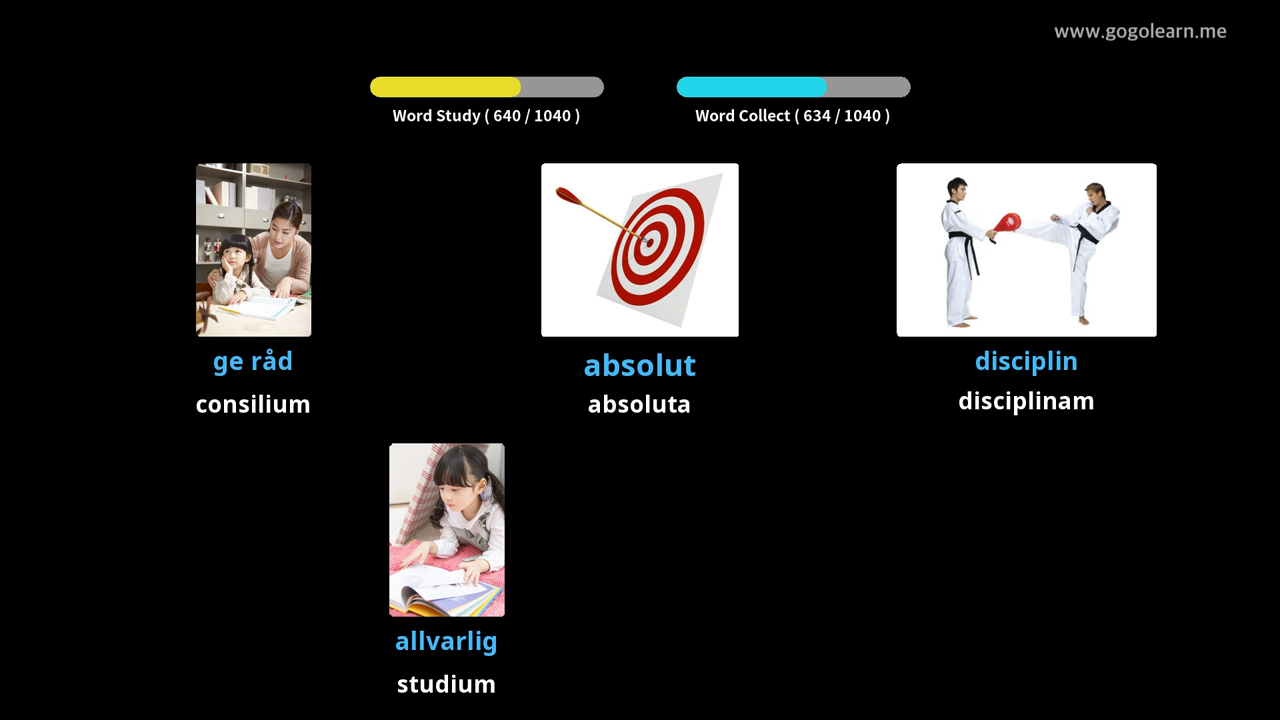 www.gogolearn.me
Word Study ( 640 / 1040 )
Word Collect ( 634 / 1040 )
ge råd
consilium
absolut
absoluta
disciplin
disciplinam
allvarlig
studium